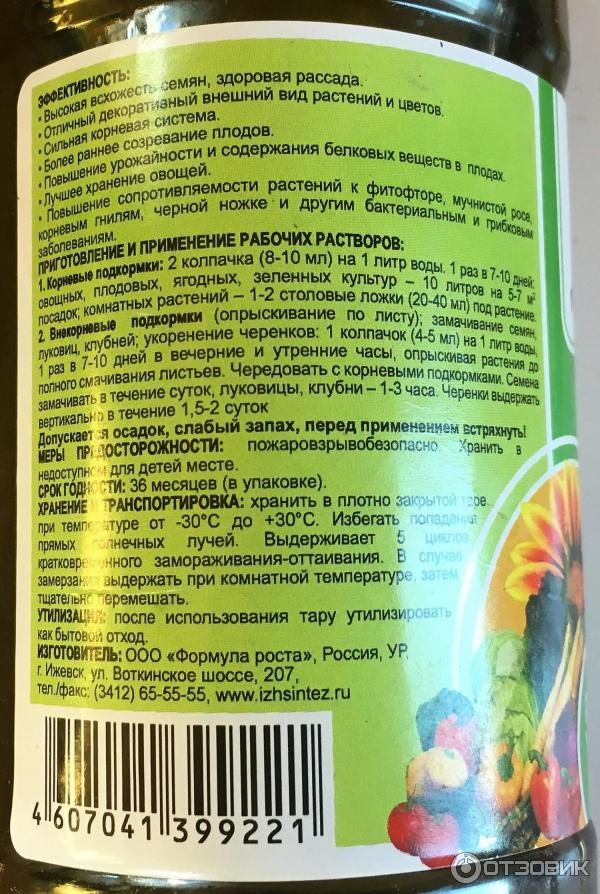 ЭФФЕКТИВНОСТЬ:
• Высокая всхожесть семян, здоровая рассада.
• Отличный декоративный внешний вид растений и цветов.
• Сильная корневая система.
• Более раннее созревание плодов.
• Повышение урожайности и содержания белковых веществ в плодах.
• Лучшее хранение овощей.
• Повышение сопротивляемости растений к фитофторе, мучнистой росе,
корневым гнилям, черной ножке и другим бактериальным и грибковым
заболеваниям.
ПРИГОТОВЛЕНИЕ И ПРИМЕНЕНИЕ РАБОЧИХ РАСТВОРОВ:
1. Корневые подкормки: 2 колпачка (8-10 мл) на 1 литр воды. 1 раз в 7-10 дней:
овощных, плодовых, ягодных, зеленных культур – 10 литров на 5-7 м²
посадок; комнатных растений – 1-2 столовые ложки (20-40 мл) под растение.
2. Внекорневые подкормки (опрыскивание по листу); замачивание семян,
луковиц, клубней; укоренение черенков: 1 колпачок (4-5 мл) на 1 литр воды,
1 раз в 7-10 дней в вечерние и утренние часы, опрыскивая растения до
полного смачивания листьев. Чередовать с корневыми подкормками. Семена
замачивать в течение суток, луковицы, клубни – 1-3 часа. Черенки выдержать
вертикально в течение 1,5-2 суток
Допускается осадок, слабый запах, перед применением встряхнуть!
МЕРЫ ПРЕДОСТОРОЖНОСТИ: пожаровзрывобезопасно. Хранить в
недоступном для детей месте.
СРОК ГОДНОСТИ: 36 месяцев (в упаковке).
ХРАНЕНИЕ И ТРАНСПОРТИРОВКА: хранить в плотно закрытой таре
при температуре от -30°С до +30°С. Избегать попадания
прямых солнечных лучей. Выдерживает 5 циклов
кратковременного замораживания-оттаивания. В случае
замерзания выдержать при комнатной температуре, затем
тщательно перемешать.
УТИЛИЗАЦИЯ: после использования тару утилизировать
как бытовой отход.
ИЗГОТОВИТЕЛЬ: ООО «Формула роста», Россия, УР,
г. Ижевск, ул. Воткинское шоссе, 207,
тел./факс: (3412) 65-55-55, www.izhsintez.ru
4 607041 399221
ОТЗОВИК